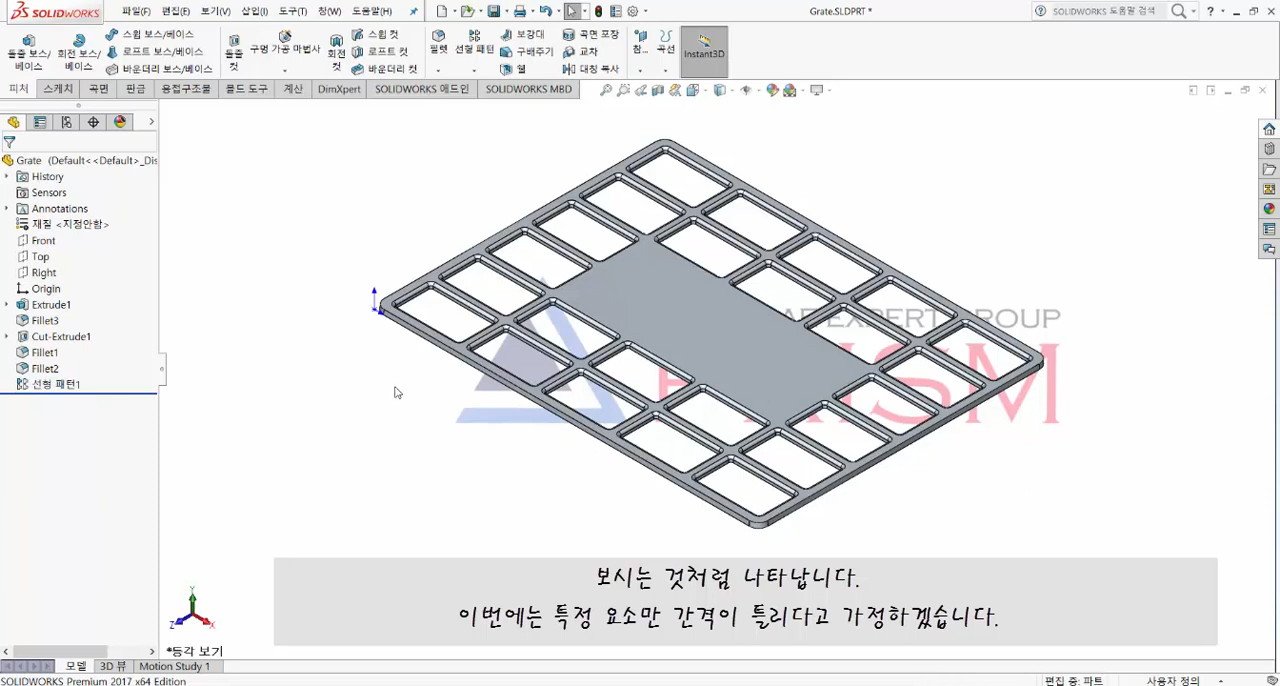 SOLIDWORKS
파일(F) 편집(E) 보기(V) 삽입(I) 도구(T) 창(W) 도움말(H)
Grate.SLDPRT *
SOLIDWORKS 도움말 검색
돌출 보스/베이스
회전 보스/베이스
스윕 보스/베이스
로프트 보스/베이스
바운더리 보스/베이스
돌출 컷
구멍 가공 마법사
회전 컷
스윕 컷
로프트 컷
바운더리 컷
필렛
선형 패턴
보강대
구배주기
쉘
곡면 포장
교차
대칭 복사
참...
곡선
Instant3D
피처 스케치 곡면 판금 용접구조물 몰드 도구 계산 DimXpert SOLIDWORKS 애드인 SOLIDWORKS MBD
Grate (Default<<Default>_Dis
History
Sensors
Annotations
재질 <지정안함>
Front
Top
Right
Origin
Extrude1
Fillet3
Cut-Extrude1
Fillet1
Fillet2
선형 패턴1
보시는 것처럼 나타납니다.
이번에는 특정 요소만 간격이 틀리다고 가정하겠습니다.
Y
Z
X
*등각 보기
모델 3D 뷰 Motion Study 1
SOLIDWORKS Premium 2017 x64 Edition
편집 중: 파트
사용자 정의